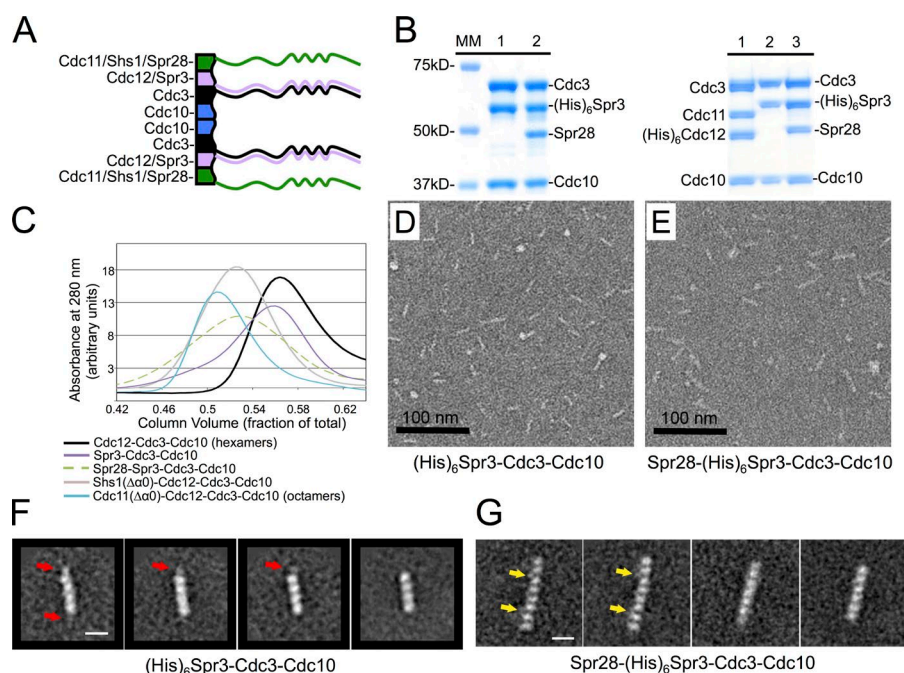 A
Cdc11/Shs1/Spr28-
Cdc12/Spr3-
Cdc3-
Cdc10-
Cdc10-
Cdc3-
Cdc12/Spr3-
Cdc11/Shs1/Spr28-
B
MM 1 2
75kD-
50kD-
37kD-
-Cdc3
-(His)6Spr3
-Spr28
-Cdc10
1 2 3
Cdc3
Cdc11
(His)6Cdc12
Cdc10
-Cdc3
-(His)6Spr3
-Spr28
-Cdc10
C
Absorbance at 280 nm
(arbitrary units)
18
13
8
3
0.42 0.46 0.5 0.54 0.58 0.62
Column Volume (fraction of total)
Cdc12-Cdc3-Cdc10 (hexamers)
Spr3-Cdc3-Cdc10
Spr28-Spr3-Cdc3-Cdc10
Shs1(Δα0)-Cdc12-Cdc3-Cdc10
Cdc11(Δα0)-Cdc12-Cdc3-Cdc10 (octamers)
D
100 nm
(His)6Spr3-Cdc3-Cdc10
E
100 nm
Spr28-(His)6Spr3-Cdc3-Cdc10
F
(His)6Spr3-Cdc3-Cdc10
G
Spr28-(His)6Spr3-Cdc3-Cdc10